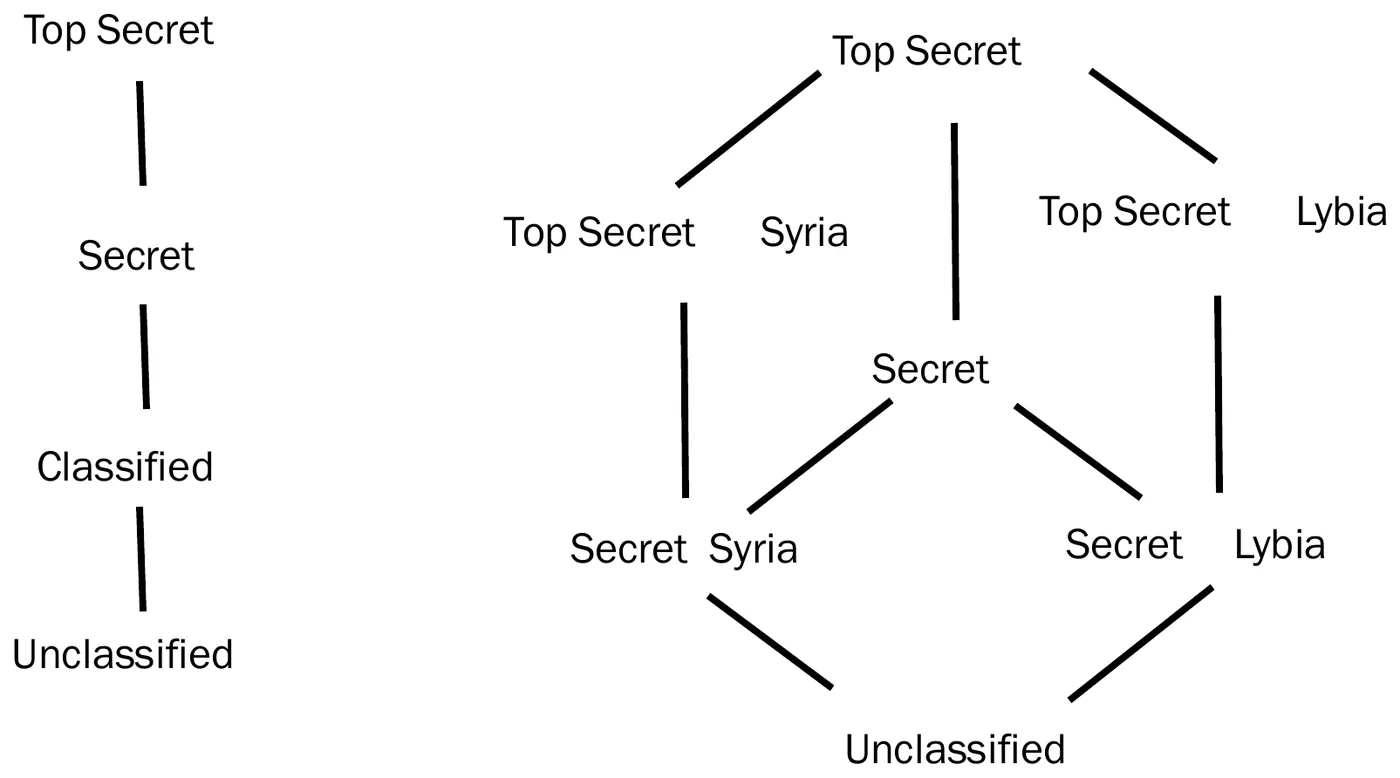 Top Secret
Secret
Classified
Unclassified
Top Secret
Top Secret Syria
Top Secret Lybia
Secret
Secret Syria
Secret Lybia
Unclassified